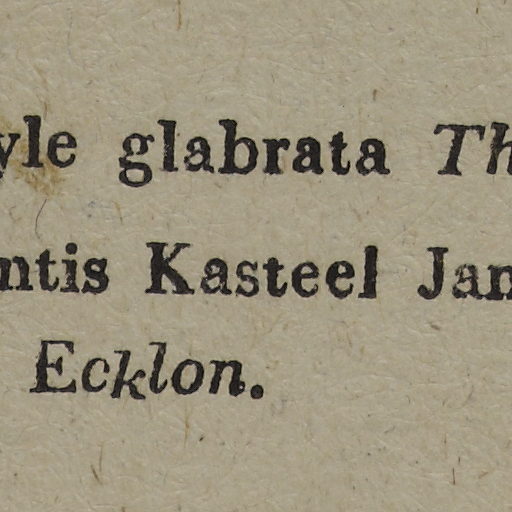 yle glabrata Th
ntis Kasteel Jan
Ecklon.